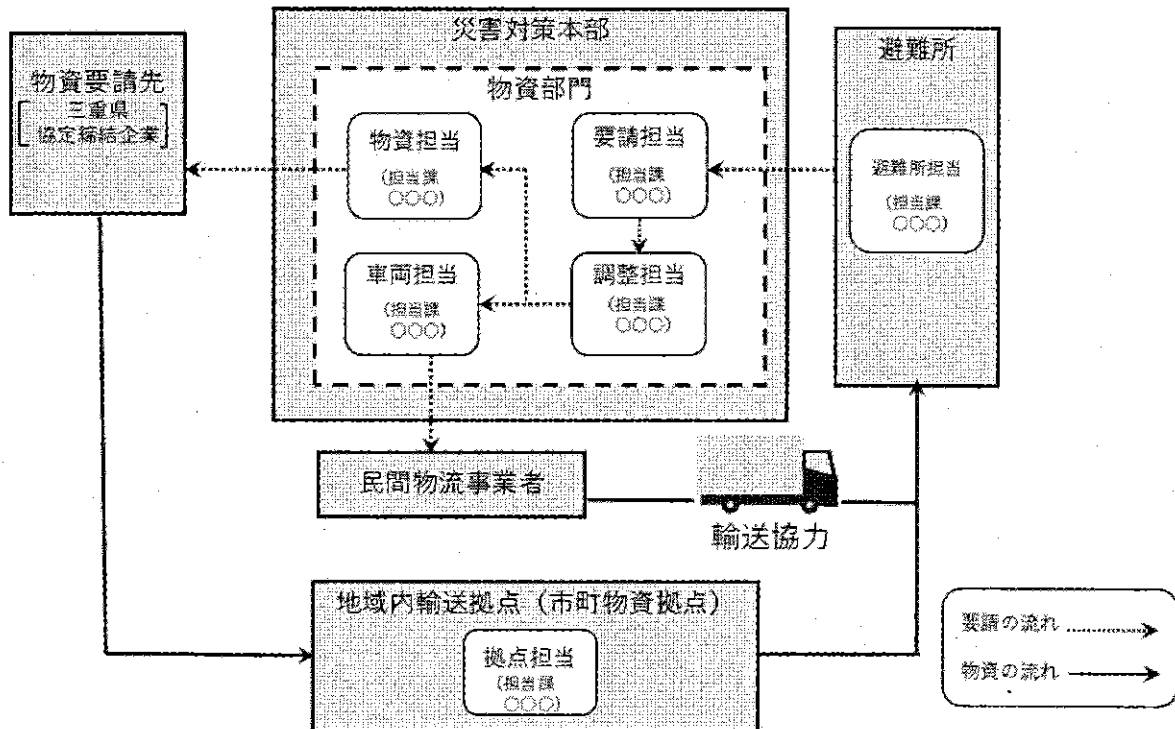 物資要請先
三重県
協定締結企業
災害対策本部
物資部門
物資担当
(担当課
○○○)
要請担当
(担当課
○○○)
車両担当
(担当課
○○○)
調整担当
(担当課
○○○)
避難所
避難所担当
(担当課
○○○)
民間物流事業者
輸送協力
地域内輸送拠点(市町物資拠点)
拠点担当
(担当課
○○○)
要請の流れ
物資の流れ